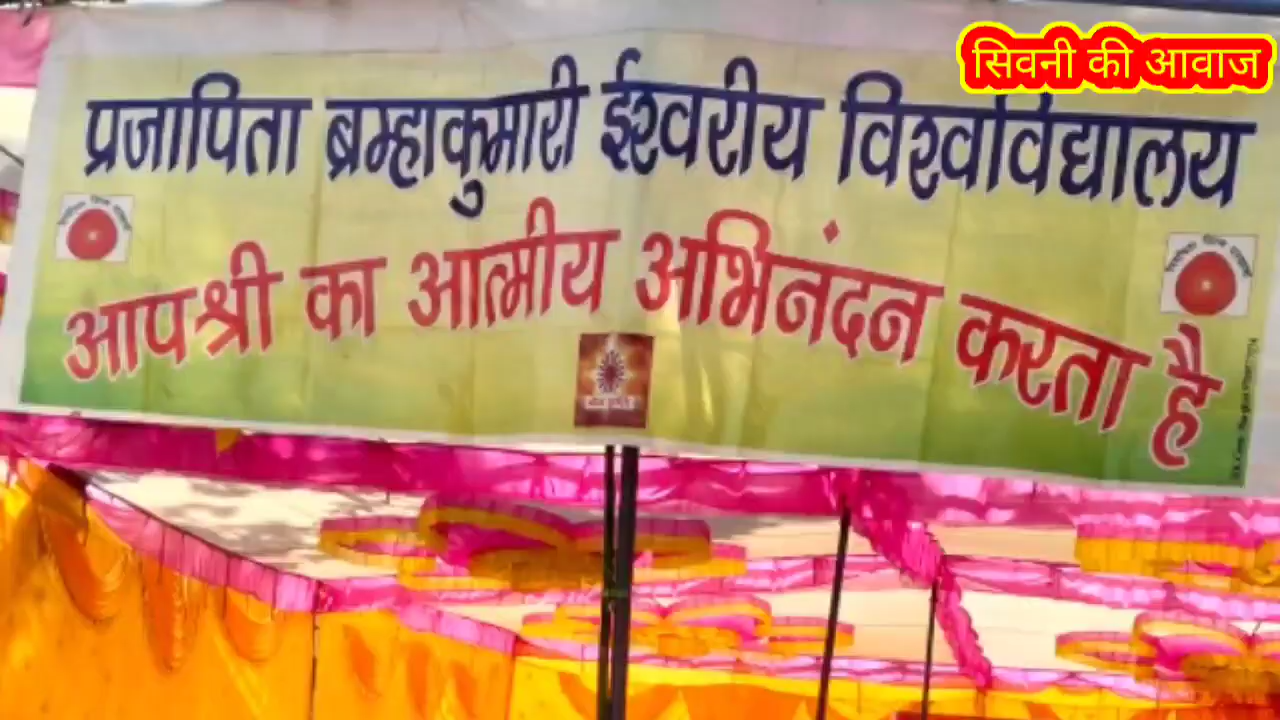 सिवनी की आवाज
प्रजापिता ब्रम्हाकुमारी ईश्वरीय विश्वविद्यालय
आपश्री का आत्मीय अभिनंदन करता है